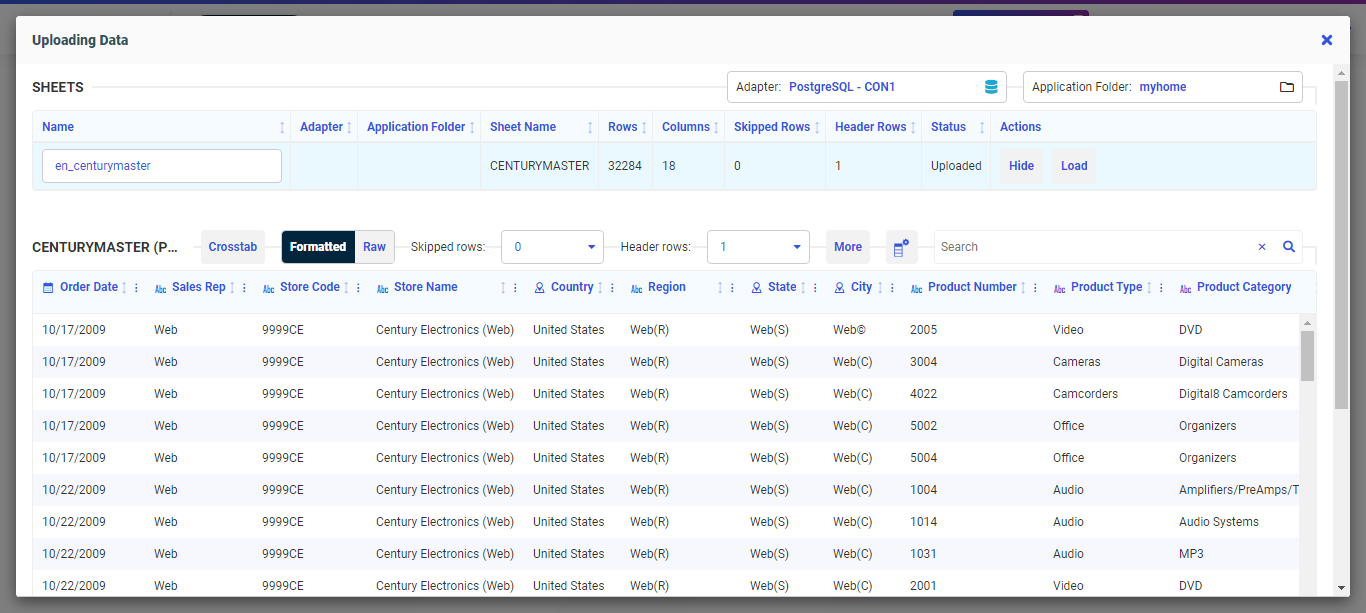 Uploading Data
SHEETS Adapter: PostgreSQL - CON1 Application Folder: myhome
Name Adapter Application Folder Sheet Name Rows Columns Skipped Rows Header Rows Status Actions
en_centurymaster CENTURYMASTER 32284 18 0 1 Uploaded Hide Load
CENTURYMASTER (P... Crosstab Formatted Raw Skipped rows: 0 Header rows: 1 More Search
Order Date Abc Sales Rep Abc Store Code Abc Store Name Country Abc Region State City Abc Product Number Abc Product Type Abc Product Category
10/17/2009 Web 9999CE Century Electronics (Web) United States Web(R) Web(S) Web© 2005 Video DVD
10/17/2009 Web 9999CE Century Electronics (Web) United States Web(R) Web(S) Web(C) 3004 Cameras Digital Cameras
10/17/2009 Web 9999CE Century Electronics (Web) United States Web(R) Web(S) Web(C) 4022 Camcorders Digital8 Camcorders
10/17/2009 Web 9999CE Century Electronics (Web) United States Web(R) Web(S) Web(C) 5002 Office Organizers
10/17/2009 Web 9999CE Century Electronics (Web) United States Web(R) Web(S) Web(C) 5004 Office Organizers
10/22/2009 Web 9999CE Century Electronics (Web) United States Web(R) Web(S) Web(C) 1004 Audio Amplifiers/PreAmps/T
10/22/2009 Web 9999CE Century Electronics (Web) United States Web(R) Web(S) Web(C) 1014 Audio Audio Systems
10/22/2009 Web 9999CE Century Electronics (Web) United States Web(R) Web(S) Web(C) 1031 Audio MP3
10/22/2009 Web 9999CE Century Electronics (Web) United States Web(R) Web(S) Web(C) 2001 Video DVD